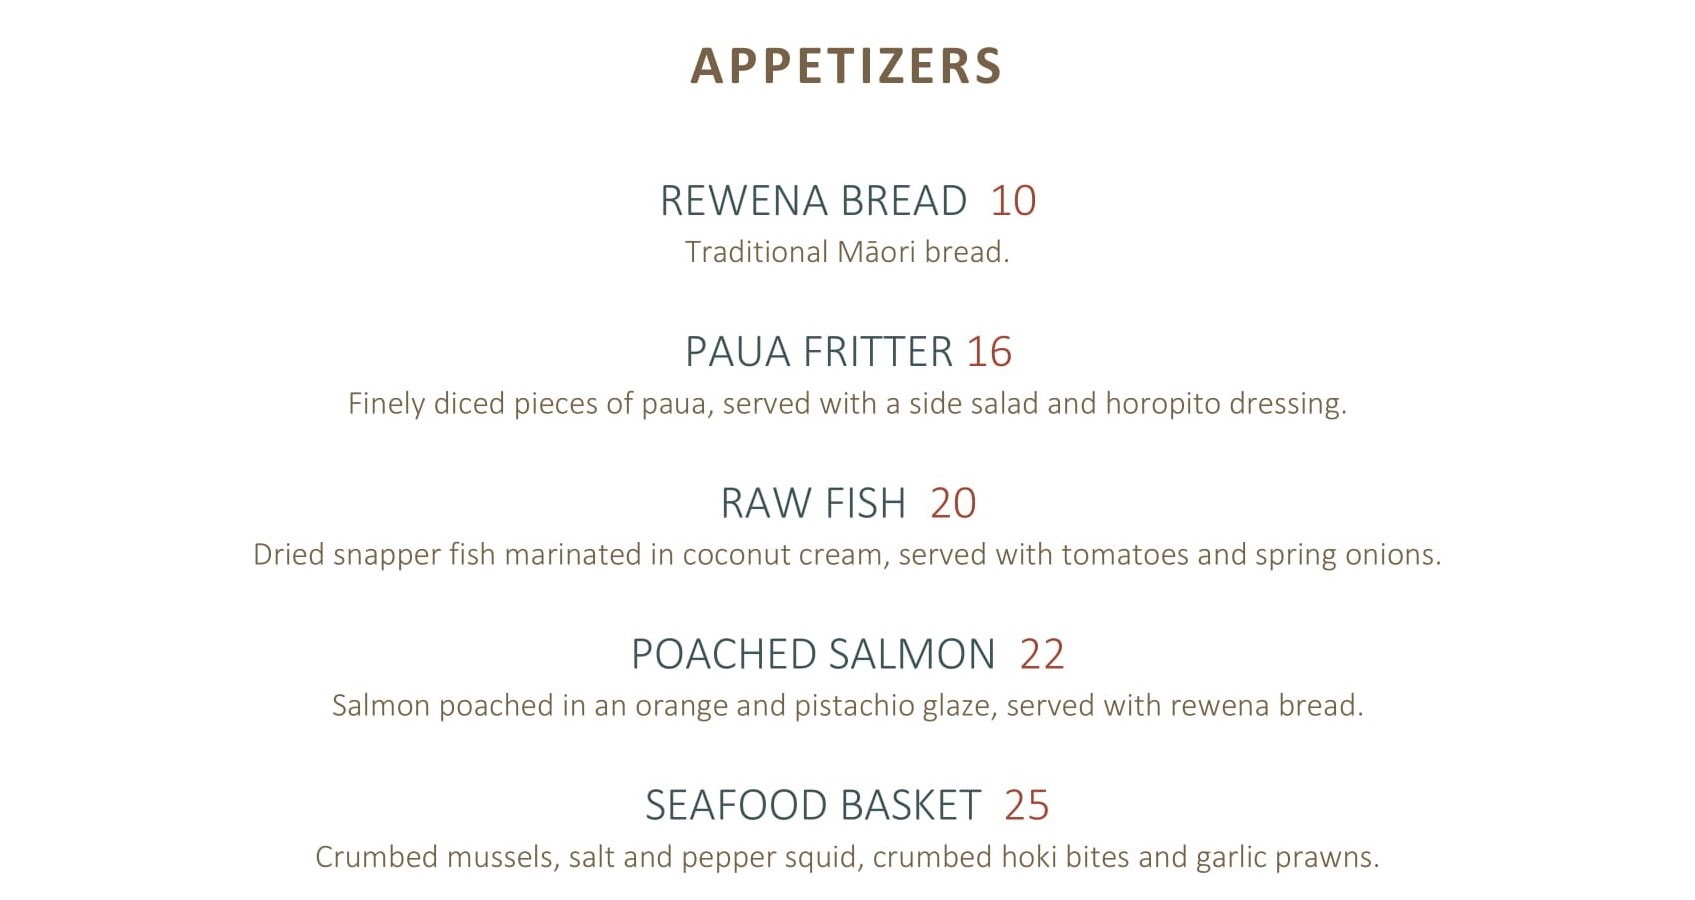 APPETIZERS
REWENA BREAD 10
Traditional Māori bread.
PAUA FRITTER 16
Finely diced pieces of paua, served with a side salad and horopito dressing.
RAW FISH 20
Dried snapper fish marinated in coconut cream, served with tomatoes and spring onions.
POACHED SALMON 22
Salmon poached in an orange and pistachio glaze, served with rewena bread.
SEAFOOD BASKET 25
Crumbed mussels, salt and pepper squid, crumbed hoki bites and garlic prawns.